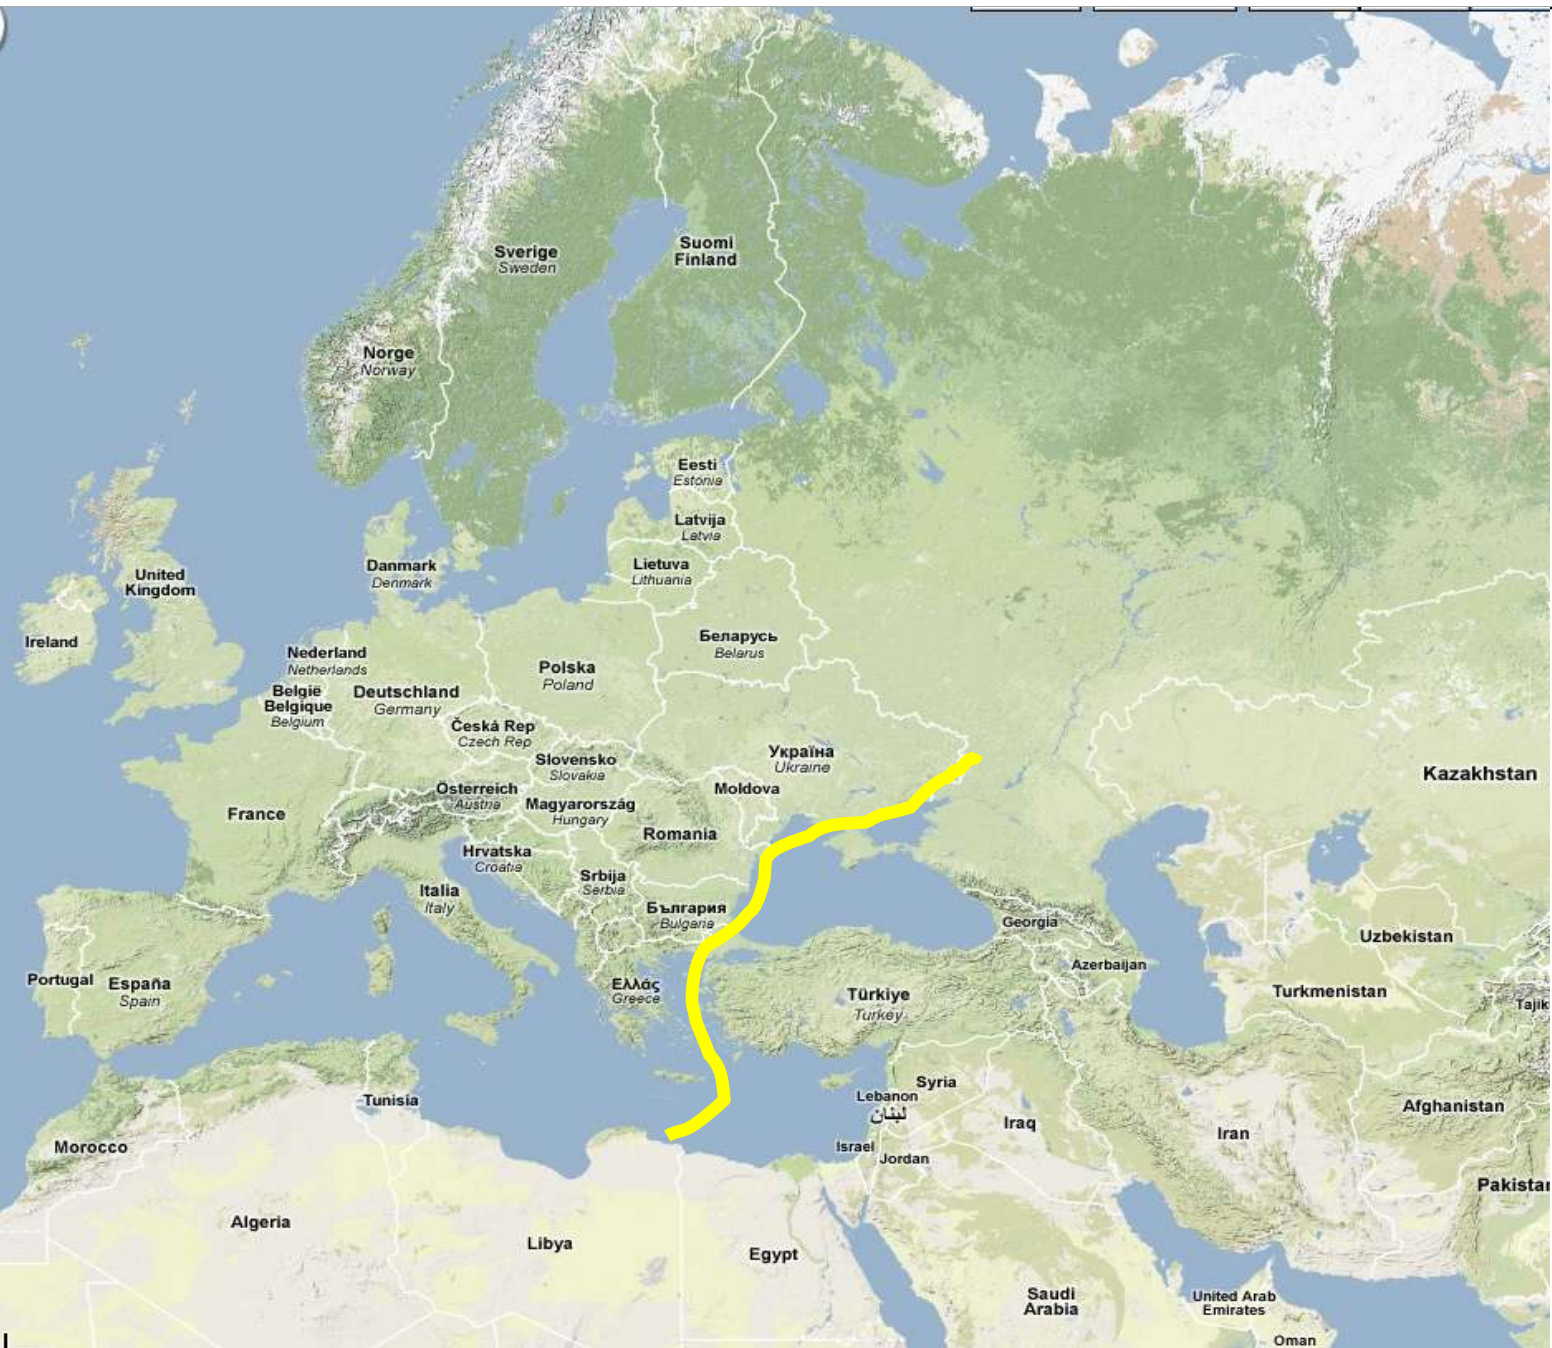 Suomi
Finland
Sverige
Sweden
Norge
Norway
Eesti
Estonia
Latvija
Latvia
Lietuva
Lithuania
Danmark
Denmark
United
Kingdom
Ireland
Беларусь
Belarus
Nederland
Netherlands
Polska
Poland
België
Belgique
Belgium
Deutschland
Germany
Česká Rep
Czech Rep
Slovensko
Slovakia
Україна
Ukraine
Kazakhstan
Österreich
Austria
Moldova
Magyarország
Hungary
France
Romania
Hrvatska
Croatia
Srbija
Serbia
Italia
Italy
България
Bulgaria
Georgia
Uzbekistan
Azerbaijan
Portugal
España
Spain
Ελλάς
Greece
Türkiye
Turkey
Turkmenistan
Tajik
Syria
Lebanon
لبنان
Tunisia
Afghanistan
Iraq
Iran
Morocco
Israel
Jordan
Pakistan
Algeria
Libya
Egypt
Saudi
Arabia
United Arab
Emirates
Oman